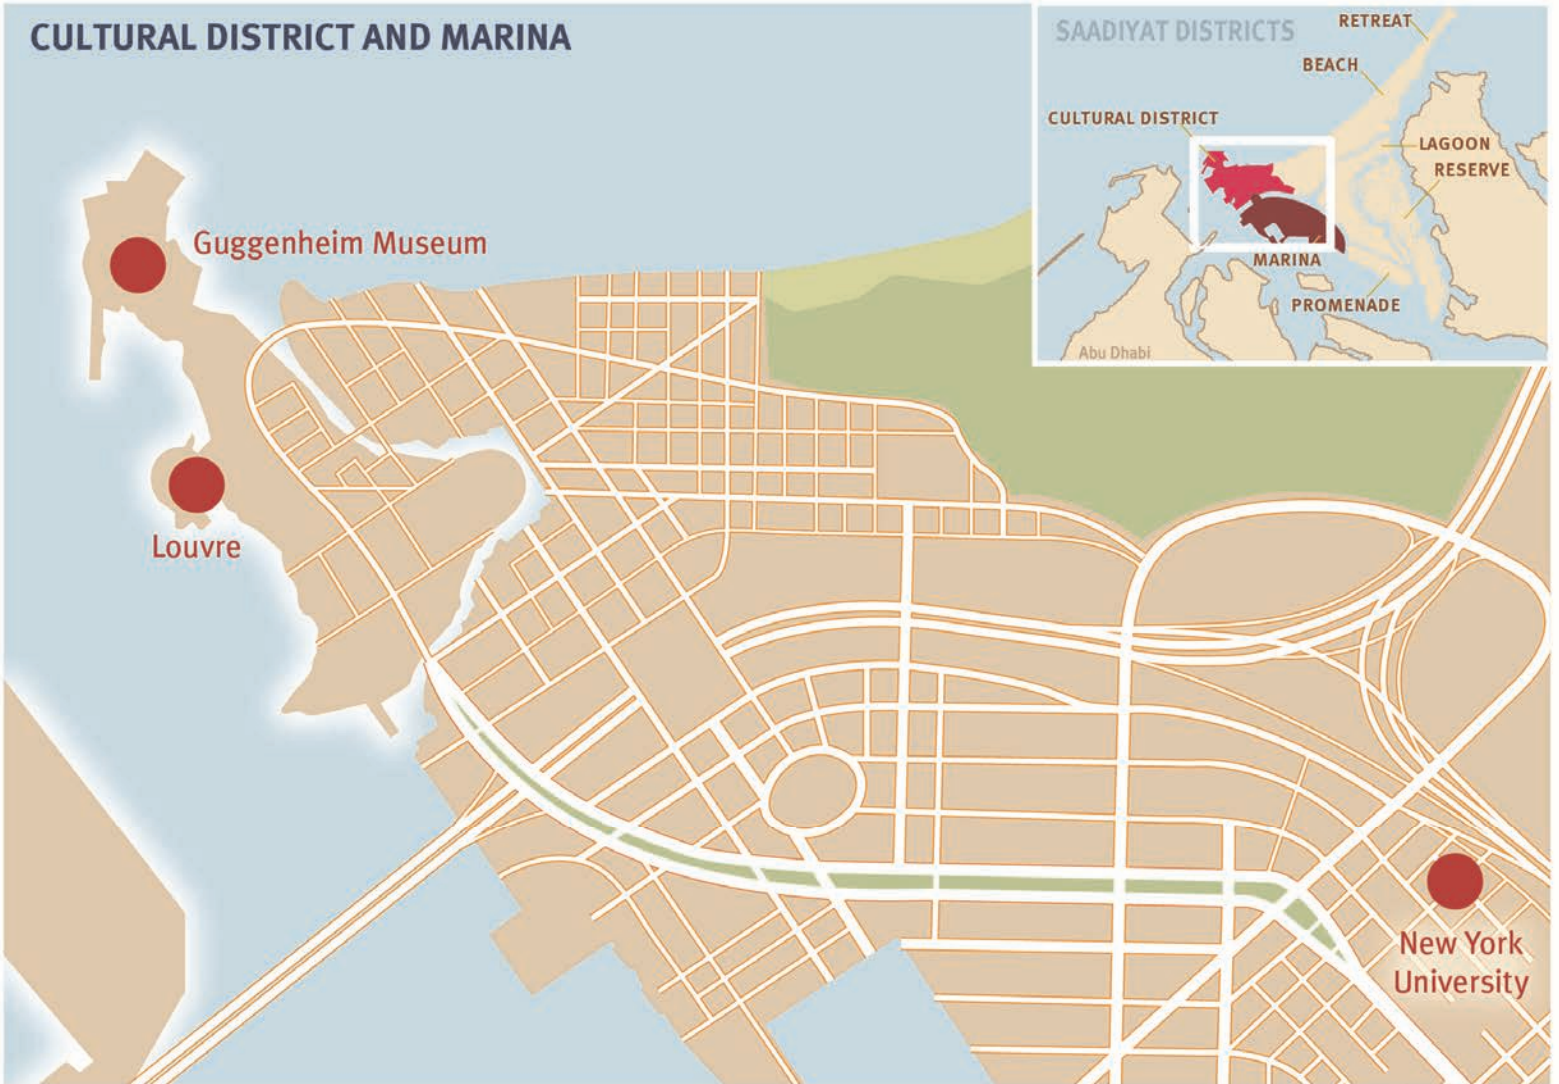 CULTURAL DISTRICT AND MARINA
SAADIYAT DISTRICTS
RETREAT
BEACH
CULTURAL DISTRICT
LAGOON
RESERVE
MARINA
PROMENADE
Abu Dhabi
Guggenheim Museum
Louvre
New York
University